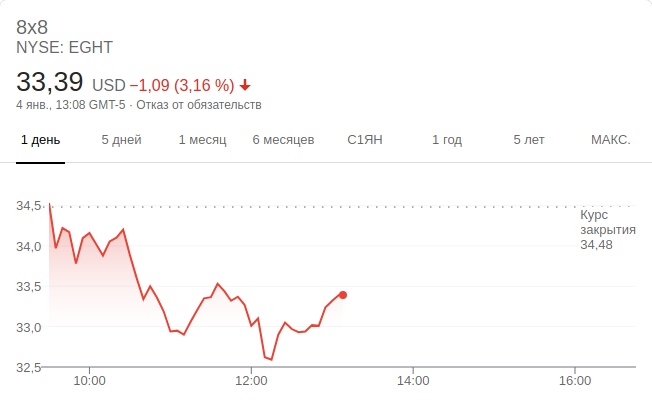 8x8
NYSE: EGHT
33,39 USD −1,09 (3,16 %)
4 янв., 13:08 GMT-5 · Отказ от обязательств
1 день 5 дней 1 месяц 6 месяцев С1ЯН 1 год 5 лет МАКС.
34,5
Курс
закрытия
34,48
34,0
33,5
33,0
32,5
10:00 12:00 14:00 16:00